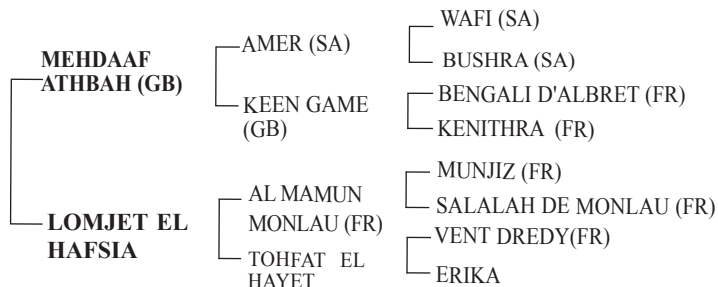 MEHDAAF
ATHBAH (GB)
AMER (SA)
WAFI (SA)
BUSHRA (SA)
KEEN GAME
(GB)
BENGALI D'ALBRET (FR)
KENITHRA (FR)
LOMJET EL
HAFSIA
AL MAMUN
MONLAU (FR)
MUNJIZ (FR)
SALALAH DE MONLAU (FR)
TOHFAT EL
HAYET
VENT DREDY(FR)
ERIKA